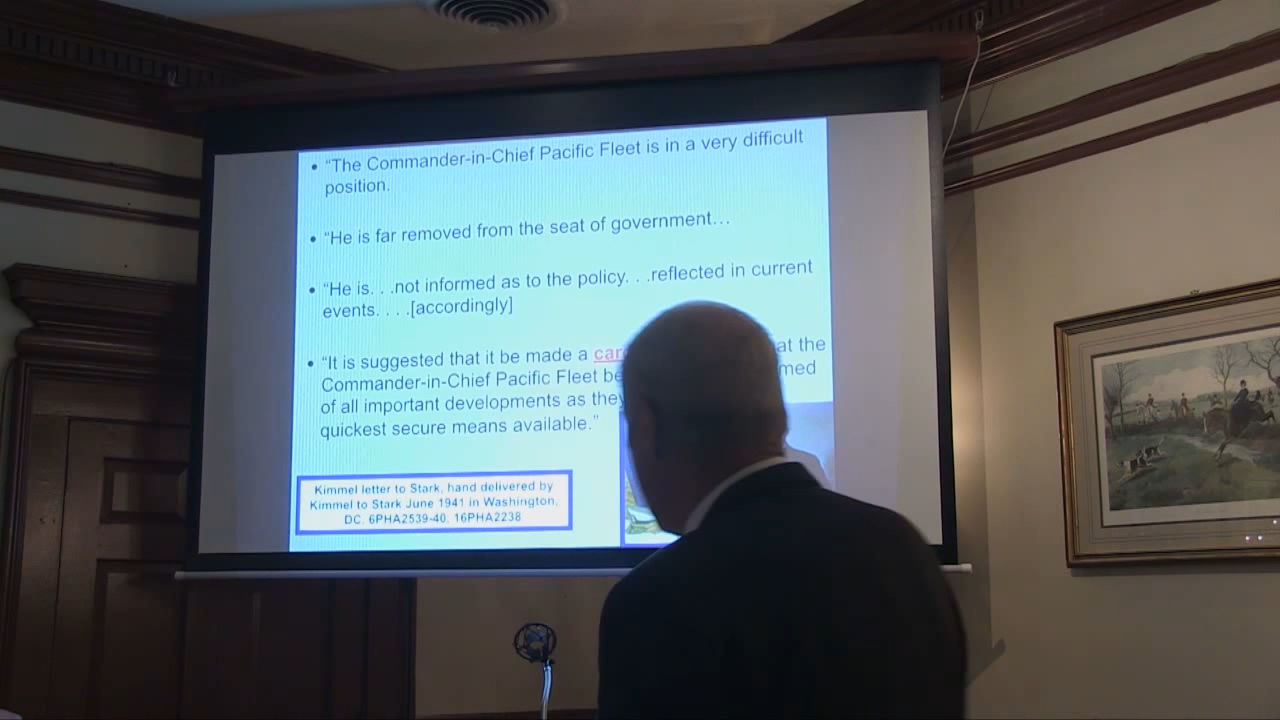 • “The Commander-in-Chief Pacific Fleet is in a very difficult
position.
• “He is far removed from the seat of government…
• “He is. . .not informed as to the policy. . .reflected in current
events. . . .[accordingly]
• “It is suggested that it be made a at the
Commander-in-Chief Pacific Fleet
of all important developments as they
quickest secure means available.”
Kimmel letter to Stark, hand delivered by
Kimmel to Stark June 1941 in Washington,
DC. 6PHA2539-40, 16PHA2238